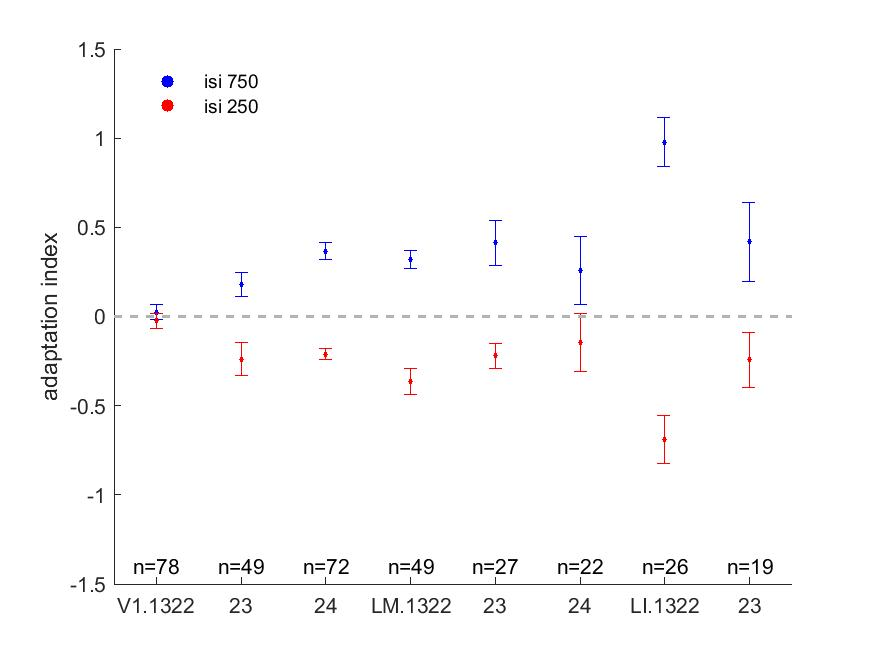 1.5
isi 750
isi 250
1
0.5
0
-0.5
-1
-1.5
adaptation index
n=78 n=49 n=72 n=49 n=27 n=22 n=26 n=19
V1.1322 23 24 LM.1322 23 24 LI.1322 23